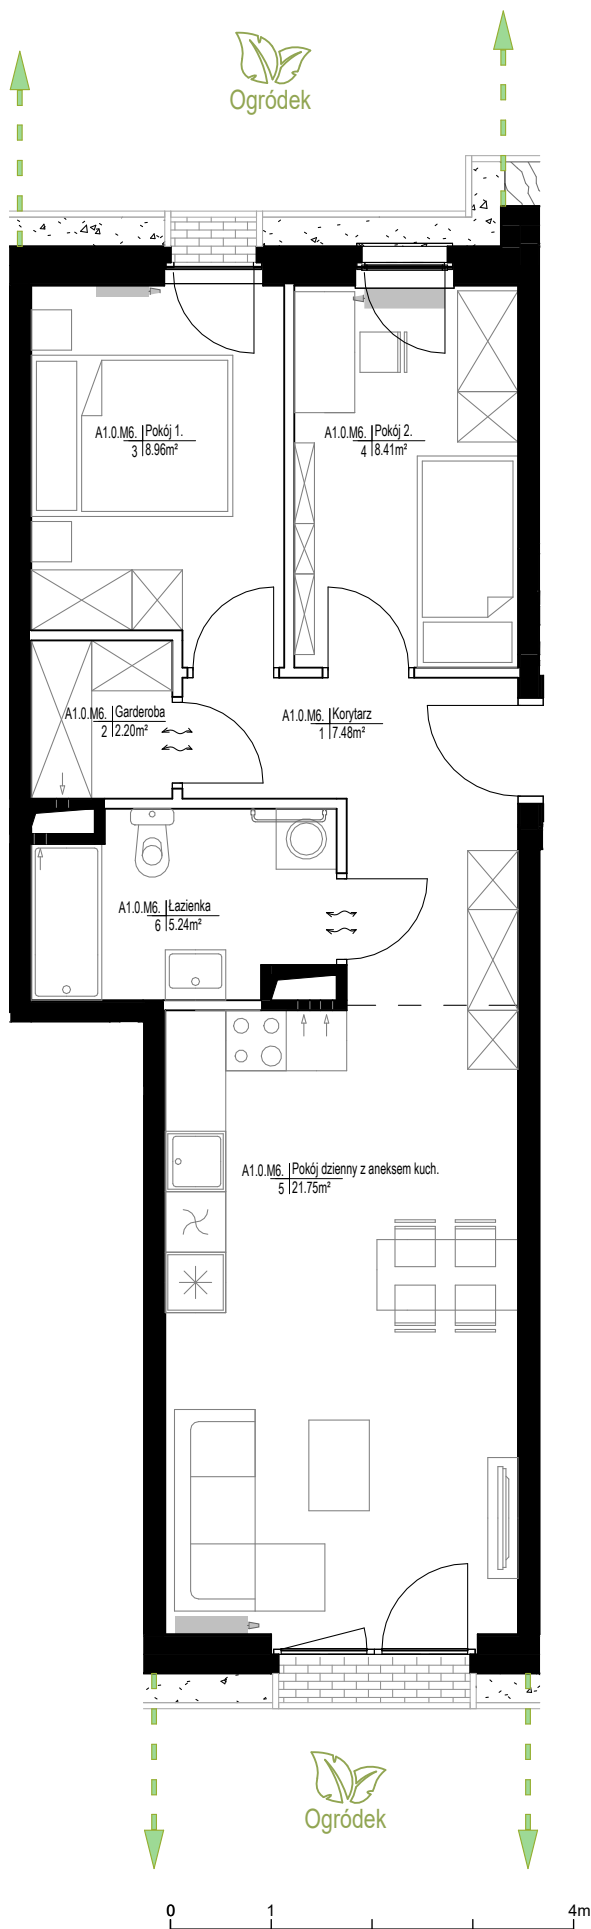 Ogródek
A1.0.M6. Pokój 1.
3 8.96m²
A1.0.M6. Pokój 2.
4 8.41m²
A1.0.M6. Garderoba
2 2.20m²
A1.0.M6. Korytarz
1 7.48m²
A1.0.M6. Łazienka
6 5.24m²
A1.0.M6. Pokój dzienny z aneksem kuch.
5 21.75m²
Ogródek
0 1 4m